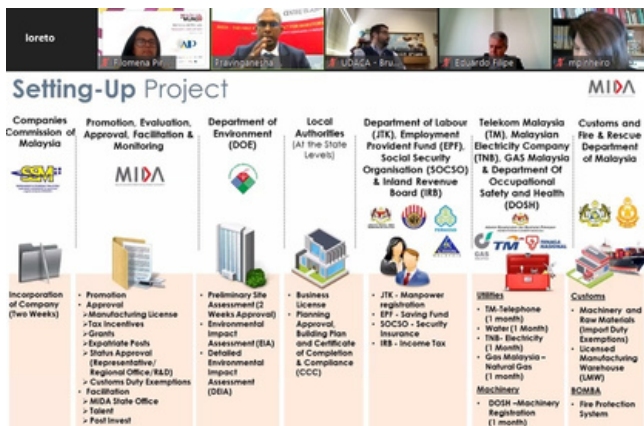 loreto
Filomena Pir
Pravinganesha
UDACA - Bru
Eduardo Filipe
mpinheiro
Setting-Up Project
MIDA
Companies
Commission of
Malaysia
SSM
Incorporation
of Company
(Two Weeks)
Promotion, Evaluation,
Approval, Facilitation &
Monitoring
MIDA
• Promotion
• Approval
➢Manufacturing License
➢Tax Incentives
➢Grants
➢Expatriate Posts
➢Status Approval
(Representative/
Regional Office/R&D)
➢Customs Duty Exemptions
• Facilitation
➢MIDA State Office
➢Talent
➢Post Invest
Department of
Environment
(DOE)
• Preliminary Site
Assessment (2
Weeks Approval)
• Environmental
Impact
Assessment (EIA)
• Detailed
Environmental
Impact
Assessment
(DEIA)
Local
Authorities
(At the State
Levels)
• Business
License
• Planning
Approval,
Building Plan
and Certificate
of Completion
& Compliance
(CCC)
Department of Labour
(JTK), Employment
Provident Fund (EPF),
Social Security
Organisation (SOCSO)
& Inland Revenue
Board (IRB)
• JTK - Manpower
registration
• EPF - Saving Fund
• SOCSO - Security
Insurance
• IRB - Income Tax
Telekom Malaysia
(TM), Malaysian
Electricity Company
(TNB), GAS Malaysia
& Department Of
Occupational
Safety and Health
(DOSH)
GAS
TM
TENAGA
NASIONAL
Utilities
• TM-Telephone
(1 month)
• Water(1 Month)
• TNB- Electricity
(1 month)
• Gas Malaysia –
Natural Gas
(1 month)
Machinery
• DOSH –Machinery
Registration
(1 month)
Customs and
Fire & Rescue
Department
of Malaysia
Customs
• Machinery and
Raw Materials
(Import Duty
Exemptions)
• Licensed
Manufacturing
Warehouse
(LMW)
BOMBA
• Fire Protection
System